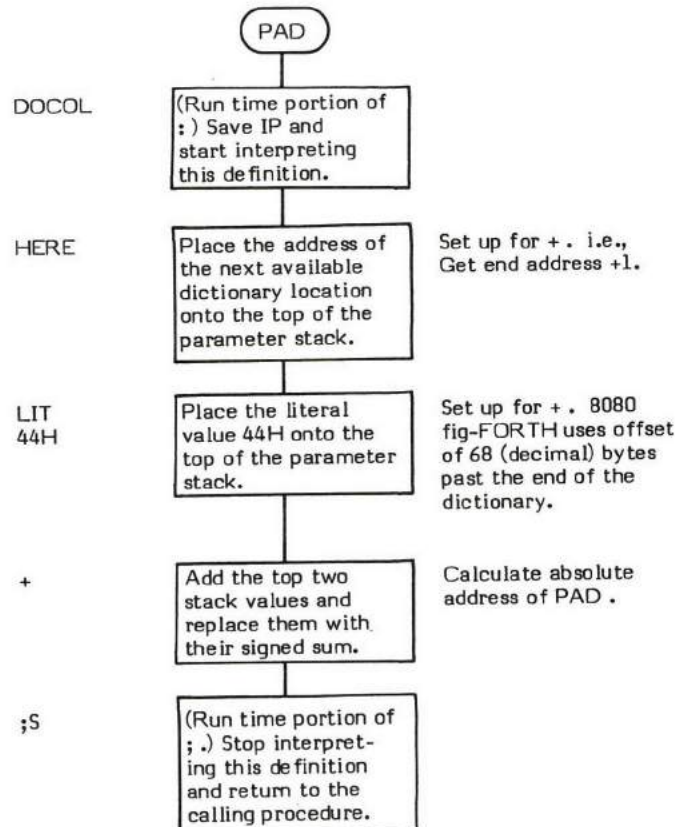 PAD
DOCOL
(Run time portion of
: ) Save IP and
start interpreting
this definition.
HERE
Place the address of
the next available
dictionary location
onto the top of the
parameter stack.
Set up for + . i.e.,
Get end address +1.
LIT
44H
Place the literal
value 44H onto the
top of the parameter
stack.
Set up for + . 8080
fig-FORTH uses offset
of 68 (decimal) bytes
past the end of the
dictionary.
+
Add the top two
stack values and
replace them with
their signed sum.
Calculate absolute
address of PAD .
;S
(Run time portion of
; .) Stop interpret-
ing this definition
and return to the
calling procedure.